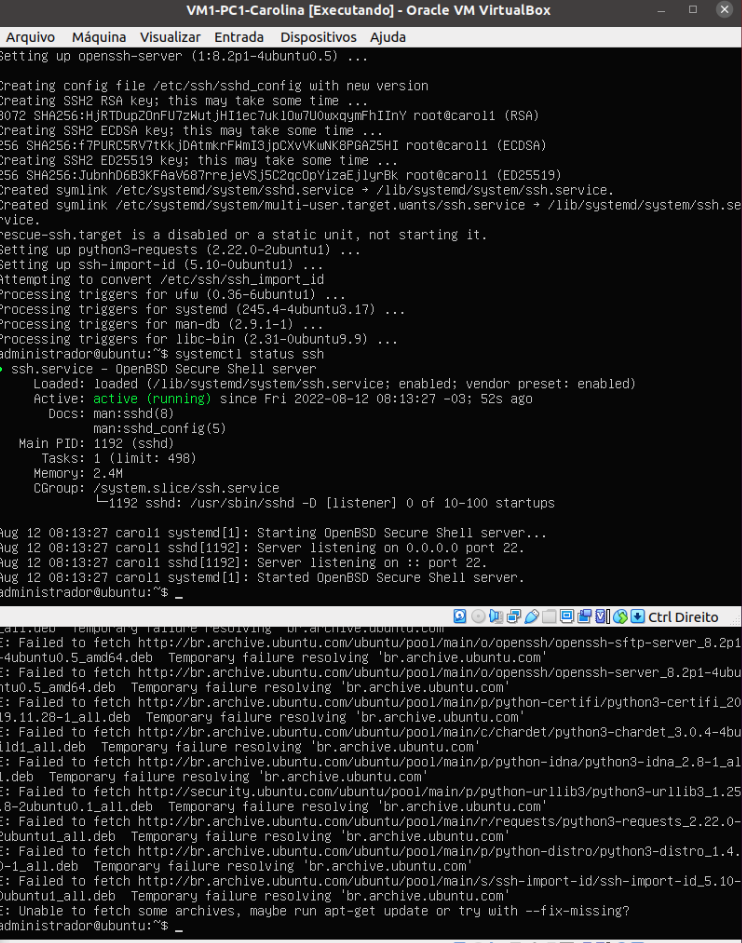 VM1-PC1-Carolina [Executando] - Oracle VM VirtualBox
Arquivo Máquina Visualizar Entrada Dispositivos Ajuda
Setting up openssh-server (1:8.2p1-4ubuntu0.5) ...
Creating config file /etc/ssh/sshd_config with new version
Creating SSH2 RSA key; this may take some time ...
3072 SHA256:HjRTDupZOnFU7zWutjHI1ec7uklOw7U0wxqymFhIInY root@carol1 (RSA)
Creating SSH2 ECDSA key; this may take some time ...
256 SHA256:f7PURC5RV7tKkjDAtmkrFWmI3jpCXvVKwNK8PGAZ5HI root@carol1 (ECDSA)
Creating SSH2 ED25519 key; this may take some time ...
256 SHA256:JubnhD6B3KFAaV687rrejeVSj5C2qcOpYizaEjlyrBk root@carol1 (ED25519)
Created symlink /etc/systemd/system/sshd.service → /lib/systemd/system/ssh.service.
Created symlink /etc/systemd/system/multi-user.target.wants/ssh.service → /lib/systemd/system/ssh.se
rvice.
rescue-ssh.target is a disabled or a static unit, not starting it.
Setting up python3-requests (2.22.0-2ubuntu1) ...
Setting up ssh-import-id (5.10-0ubuntu1) ...
Attempting to convert /etc/ssh/ssh_import_id
Processing triggers for ufw (0.36-6ubuntu1) ...
Processing triggers for systemd (245.4-4ubuntu3.17) ...
Processing triggers for man-db (2.9.1-1) ...
Processing triggers for libc-bin (2.31-0ubuntu9.9) ...
administrador@ubuntu:~$ systemctl status ssh
● ssh.service - OpenBSD Secure Shell server
Loaded: loaded (/lib/systemd/system/ssh.service; enabled; vendor preset: enabled)
Active: active (running) since Fri 2022-08-12 08:13:27 -03; 52s ago
Docs: man:sshd(8)
man:sshd_config(5)
Main PID: 1192 (sshd)
Tasks: 1 (limit: 498)
Memory: 2.4M
CGroup: /system.slice/ssh.service
└─1192 sshd: /usr/sbin/sshd -D [listener] 0 of 10-100 startups
Aug 12 08:13:27 carol1 systemd[1]: Starting OpenBSD Secure Shell server...
Aug 12 08:13:27 carol1 sshd[1192]: Server listening on 0.0.0.0 port 22.
Aug 12 08:13:27 carol1 sshd[1192]: Server listening on :: port 22.
Aug 12 08:13:27 carol1 systemd[1]: Started OpenBSD Secure Shell server.
administrador@ubuntu:~$ _
Ctrl Direito
_all.deb Temporary failure resolving 'br.archive.ubuntu.com'
E: Failed to fetch http://br.archive.ubuntu.com/ubuntu/pool/main/o/openssh/openssh-sftp-server_8.2p1
-4ubuntu0.5_amd64.deb Temporary failure resolving 'br.archive.ubuntu.com'
E: Failed to fetch http://br.archive.ubuntu.com/ubuntu/pool/main/o/openssh/openssh-server_8.2p1-4ubu
ntu0.5_amd64.deb Temporary failure resolving 'br.archive.ubuntu.com'
E: Failed to fetch http://br.archive.ubuntu.com/ubuntu/pool/main/p/python-certifi/python3-certifi_20
19.11.28-1_all.deb Temporary failure resolving 'br.archive.ubuntu.com'
E: Failed to fetch http://br.archive.ubuntu.com/ubuntu/pool/main/c/chardet/python3-chardet_3.0.4-4bu
ild1_all.deb Temporary failure resolving 'br.archive.ubuntu.com'
E: Failed to fetch http://br.archive.ubuntu.com/ubuntu/pool/main/p/python-idna/python3-idna_2.8-1_al
l.deb Temporary failure resolving 'br.archive.ubuntu.com'
E: Failed to fetch http://security.ubuntu.com/ubuntu/pool/main/p/python-urllib3/python3-urllib3_1.25
.8-2ubuntu0.1_all.deb Temporary failure resolving 'br.archive.ubuntu.com'
E: Failed to fetch http://br.archive.ubuntu.com/ubuntu/pool/main/r/requests/python3-requests_2.22.0-
2ubuntu1_all.deb Temporary failure resolving 'br.archive.ubuntu.com'
E: Failed to fetch http://br.archive.ubuntu.com/ubuntu/pool/main/p/python-distro/python3-distro_1.4.
0-1_all.deb Temporary failure resolving 'br.archive.ubuntu.com'
E: Failed to fetch http://br.archive.ubuntu.com/ubuntu/pool/main/s/ssh-import-id/ssh-import-id_5.10-
0ubuntu1_all.deb Temporary failure resolving 'br.archive.ubuntu.com'
E: Unable to fetch some archives, maybe run apt-get update or try with --fix-missing?
administrador@ubuntu:~$ _